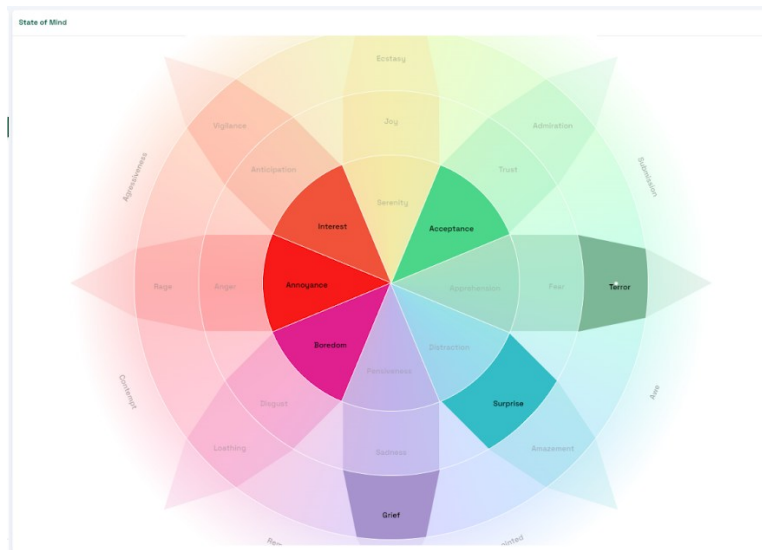 State of Mind
Ecstasy
Vigilance
Joy
Admiration
Agressiveness
Anticipation
Trust
Submission
Serenity
Interest
Acceptance
Rage
Anger
Annoyance
Apprehension
Fear
Terror
Boredom
Distraction
Pensiveness
Contempt
Disgust
Surprise
Awe
Loathing
Sadness
Amazement
Grief